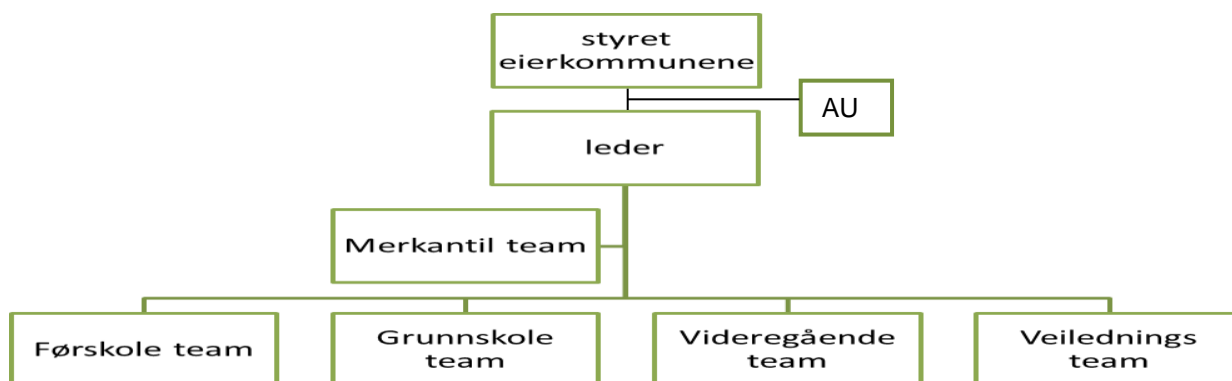 styret
eierkommunene
AU
leder
Merkantil team
Førskole team
Grunnskole
team
Videregående
team
Veilednings
team